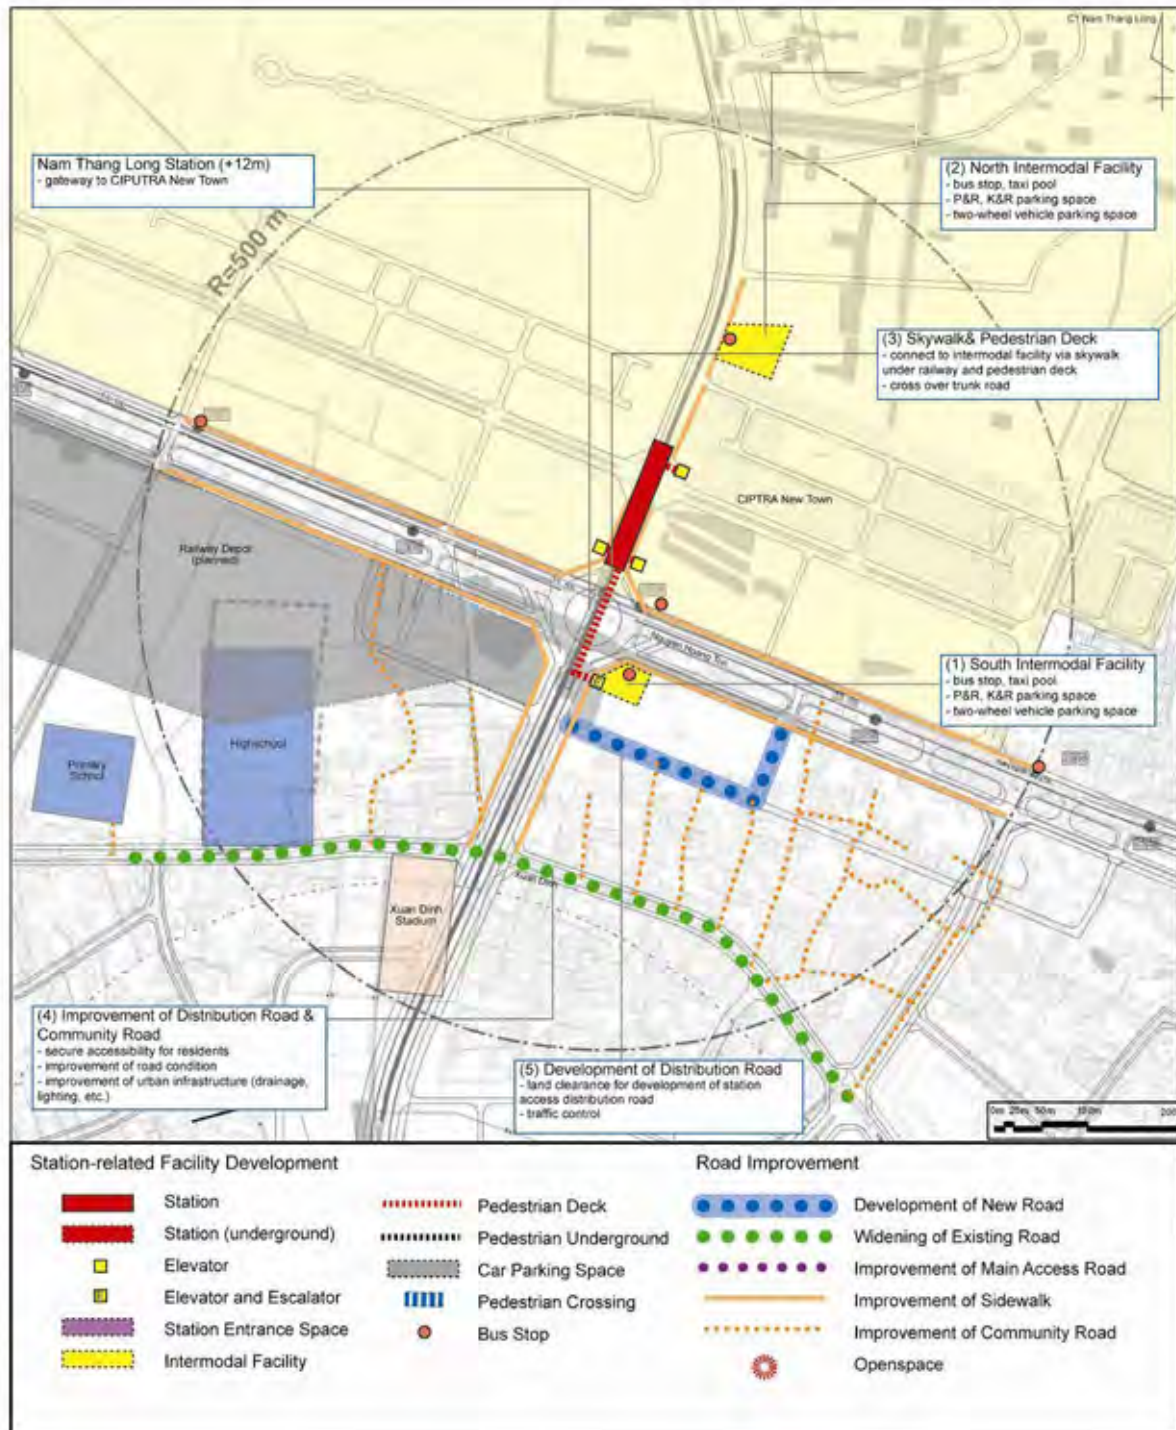 C1 Nam Thang Long
Nam Thang Long Station (+12m)
- gateway to CIPUTRA New Town
R=500 m
(2) North Intermodal Facility
- bus stop, taxi pool
- P&R, K&R parking space
- two-wheel vehicle parking space
(3) Skywalk& Pedestrian Deck
- connect to intermodal facility via skywalk
under railway and pedestrian deck
- cross over trunk road
CIPTRA New Town
Railway Depot
(planned)
Nguyen Hoang Ton
(1) South Intermodal Facility
- bus stop, taxi pool
- P&R, K&R parking space
- two-wheel vehicle parking space
Highschool
Primary
School
Xuan Dinh
Xuan Dinh
Stadium
(4) Improvement of Distribution Road &
Community Road
- secure accessibility for residents
- improvement of road condition
- improvement of urban infrastructure (drainage,
lighting, etc.)
(5) Development of Distribution Road
- land clearance for development of station
access distribution road
- traffic control
0m 25m 50m 100m
Station-related Facility Development
Station
Station (underground)
Elevator
Elevator and Escalator
Station Entrance Space
Intermodal Facility
Pedestrian Deck
Pedestrian Underground
Car Parking Space
Pedestrian Crossing
Bus Stop
Road Improvement
Development of New Road
Widening of Existing Road
Improvement of Main Access Road
Improvement of Sidewalk
Improvement of Community Road
Openspace